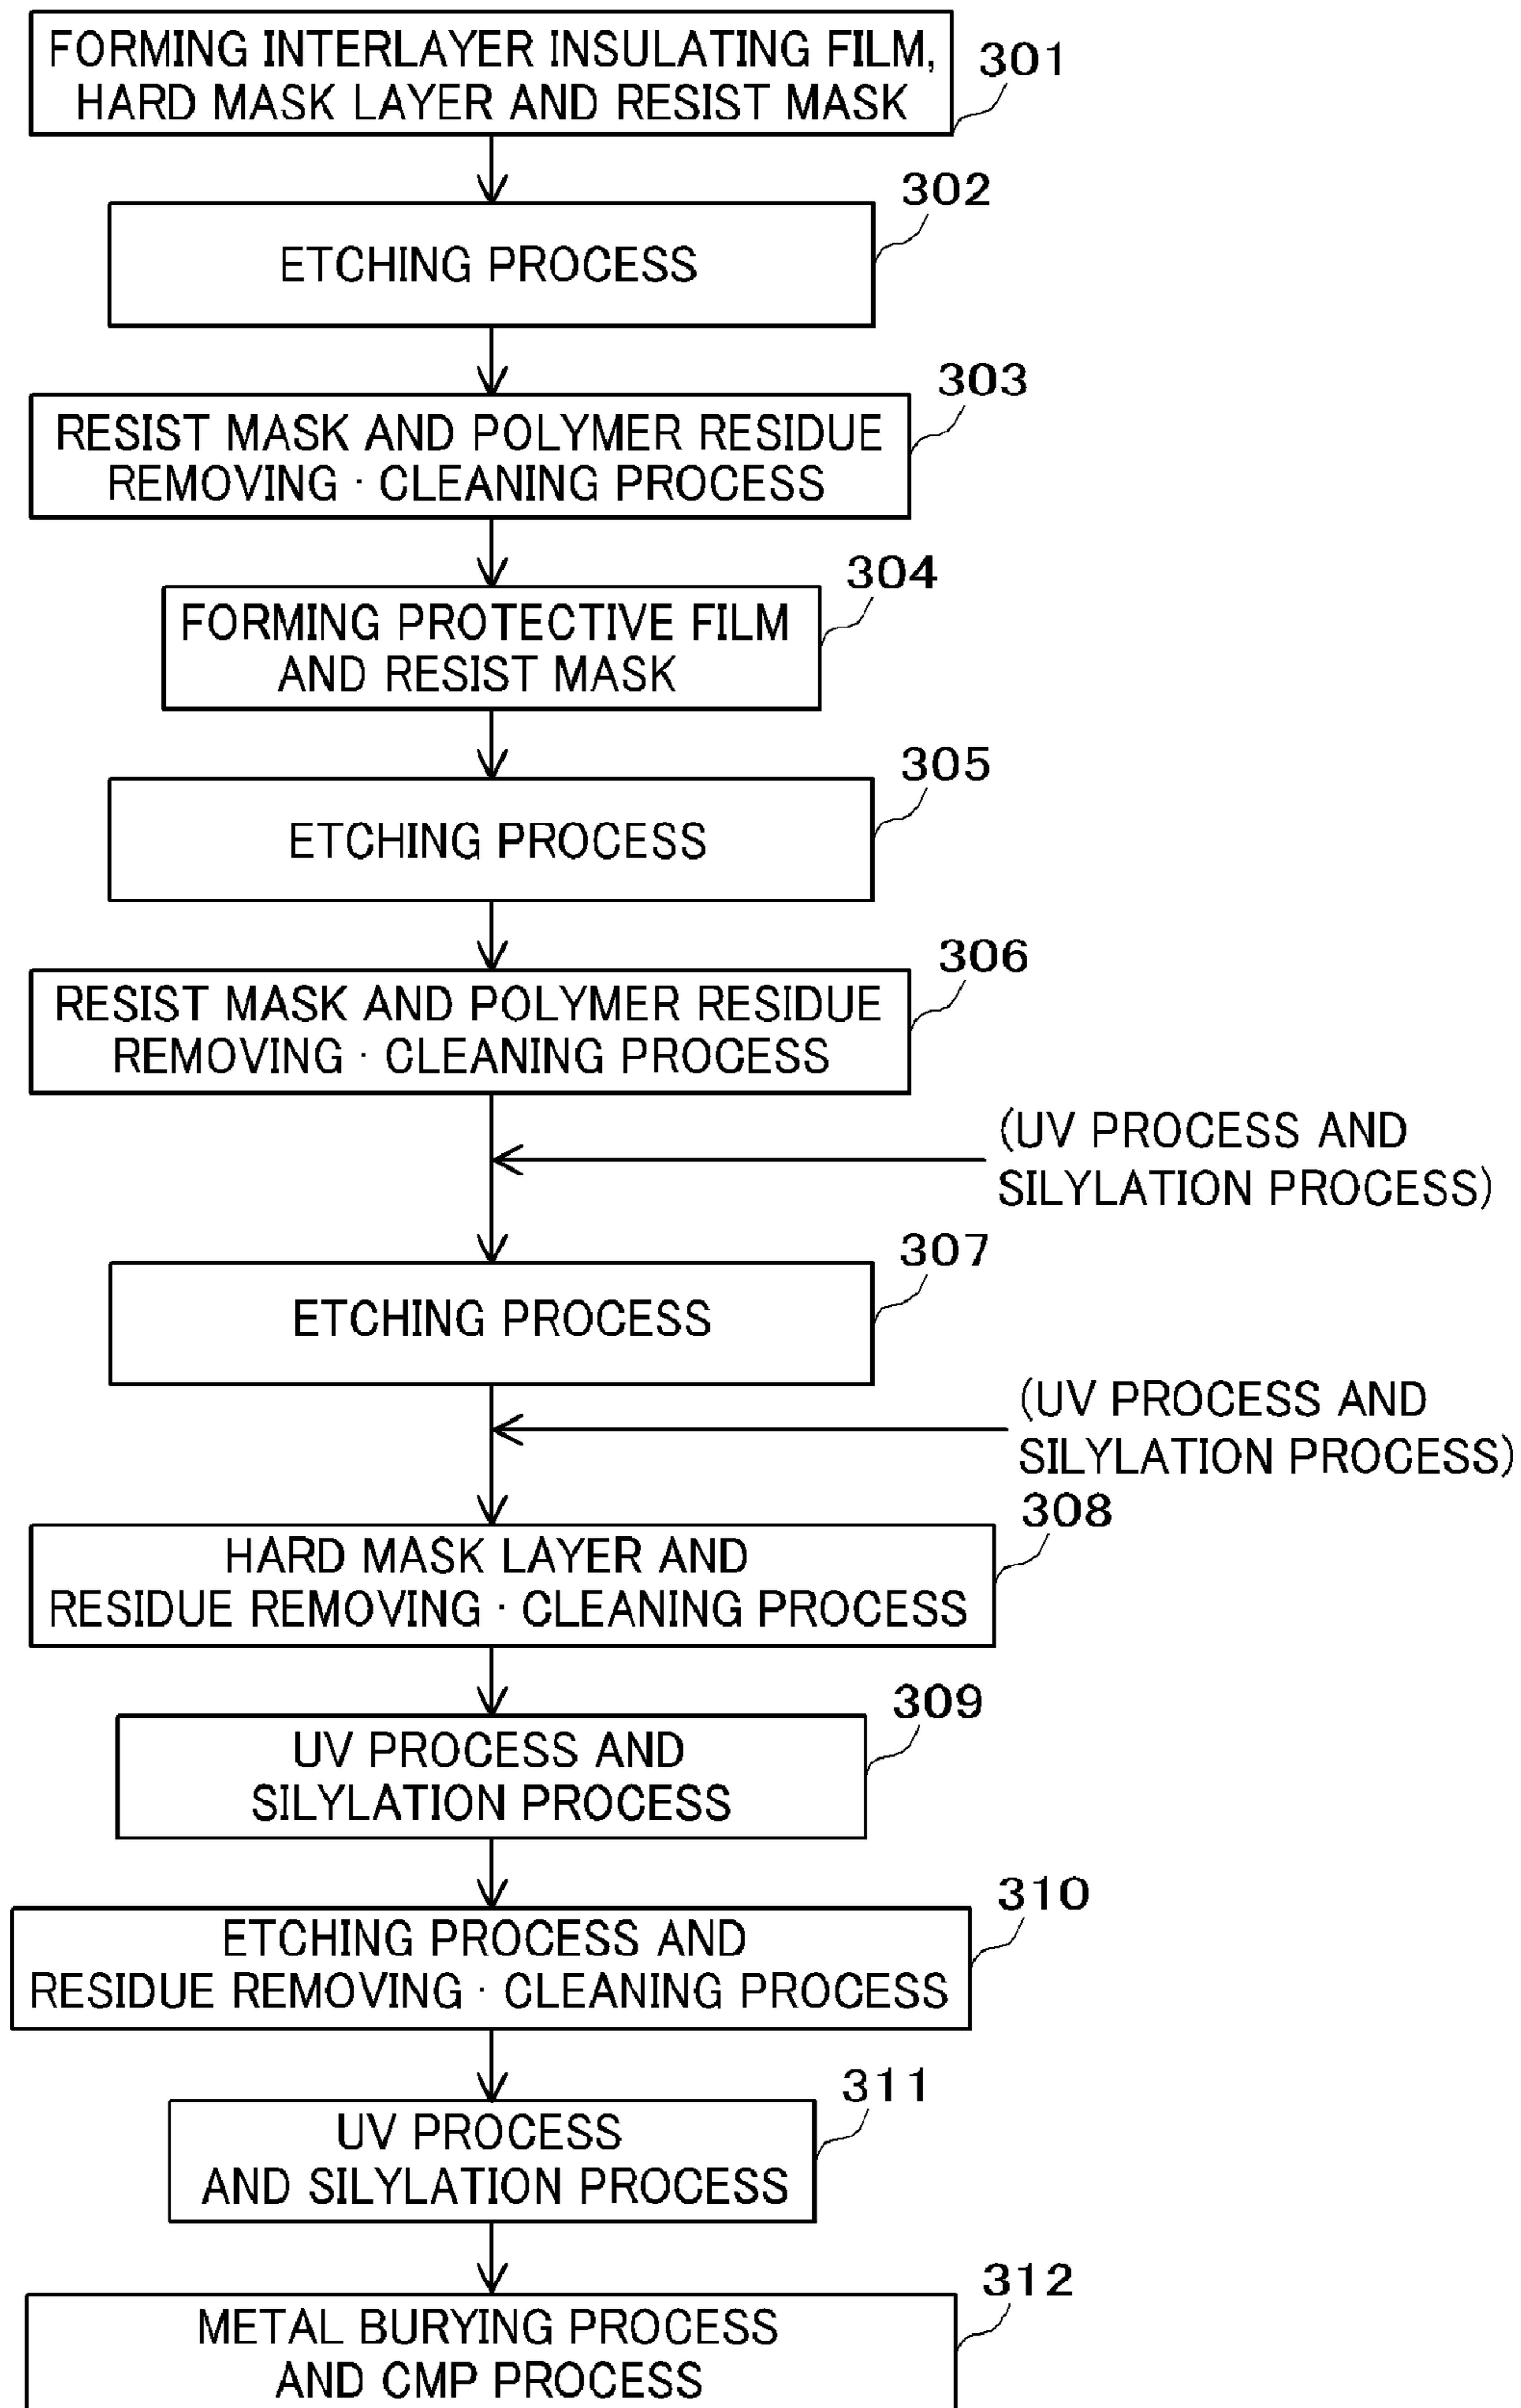 FORMING INTERLAYER INSULATING FILM,
HARD MASK LAYER AND RESIST MASK
301
302
ETCHING PROCESS
303
RESIST MASK AND POLYMER RESIDUE
REMOVING · CLEANING PROCESS
304
FORMING PROTECTIVE FILM
AND RESIST MASK
305
ETCHING PROCESS
306
RESIST MASK AND POLYMER RESIDUE
REMOVING · CLEANING PROCESS
(UV PROCESS AND
SILYLATION PROCESS)
307
ETCHING PROCESS
(UV PROCESS AND
SILYLATION PROCESS)
308
HARD MASK LAYER AND
RESIDUE REMOVING · CLEANING PROCESS
309
UV PROCESS AND
SILYLATION PROCESS
310
ETCHING PROCESS AND
RESIDUE REMOVING · CLEANING PROCESS
311
UV PROCESS
AND SILYLATION PROCESS
312
METAL BURYING PROCESS
AND CMP PROCESS